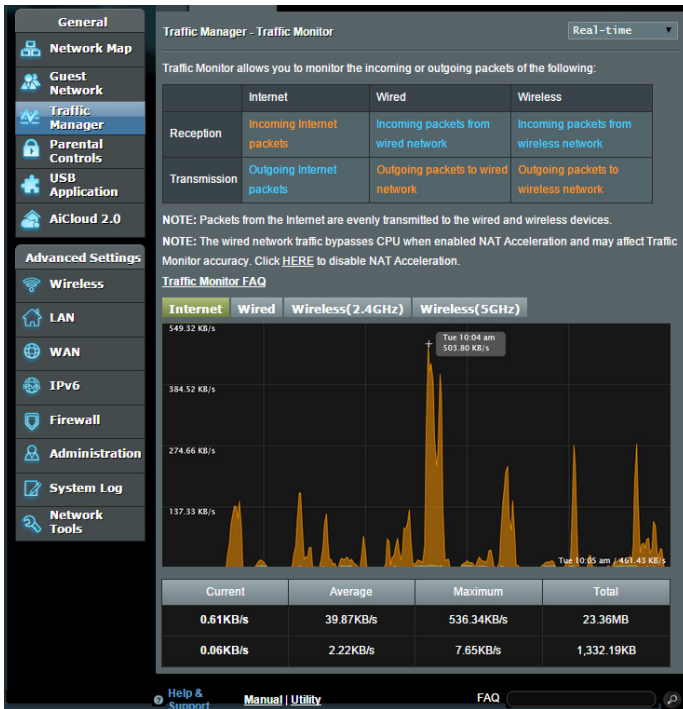 General
Network Map
Guest
Network
Traffic
Manager
Parental
Controls
USB
Application
AiCloud 2.0
Advanced Settings
Wireless
LAN
WAN
IPv6
Firewall
Administration
System Log
Network
Tools
Traffic Manager - Traffic Monitor
Real-time
Traffic Monitor allows you to monitor the incoming or outgoing packets of the following:
Internet Wired Wireless
Reception
Incoming Internet packets
Incoming packets from wired network
Incoming packets from wireless network
Transmission
Outgoing Internet packets
Outgoing packets to wired network
Outgoing packets to wireless network
NOTE: Packets from the Internet are evenly transmitted to the wired and wireless devices.
NOTE: The wired network traffic bypasses CPU when enabled NAT Acceleration and may affect Traffic
Monitor accuracy. Click HERE to disable NAT Acceleration.
Traffic Monitor FAQ
Internet Wired Wireless(2.4GHz) Wireless(5GHz)
549.32 KB/s
Tue 10:04 am
503.80 KB/s
384.52 KB/s
274.66 KB/s
137.33 KB/s
Tue 10:05 am / 461.43 KB/s
Current Average Maximum Total
0.61KB/s 39.87KB/s 536.34KB/s 23.36MB
0.06KB/s 2.22KB/s 7.65KB/s 1,332.19KB
Help &
Support
Manual | Utility
FAQ